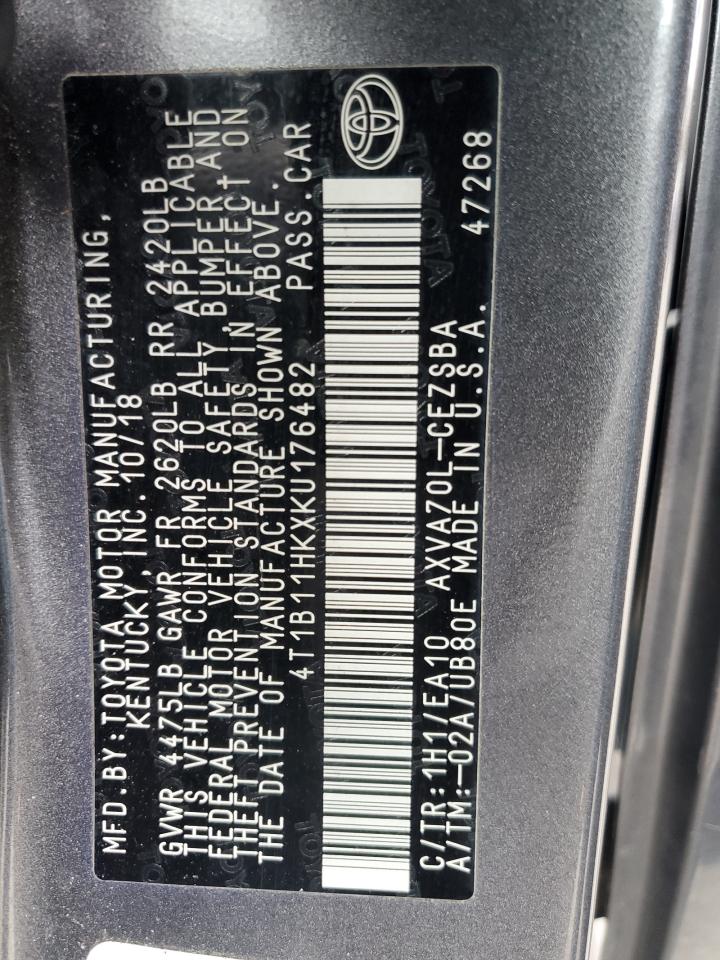 MFD.BY:TOYOTA MOTOR MANUFACTURING,
KENTUCKY, INC. 10/18
GVWR 4475LB GAWR FR 2620LB RR 2420LB
THIS VEHICLE CONFORMS TO ALL APPLICABLE
FEDERAL MOTOR VEHICLE SAFETY, BUMPER AND
THEFT PREVENTION STANDARDS IN EFFECT ON
THE DATE OF MANUFACTURE SHOWN ABOVE.
4T1B11HKXKU176482 PASS.CAR
C/TR:1H1/EA10 AXVA70L-CEZSBA
A/TM:-02A/UB80E MADE IN U.S.A. 47268